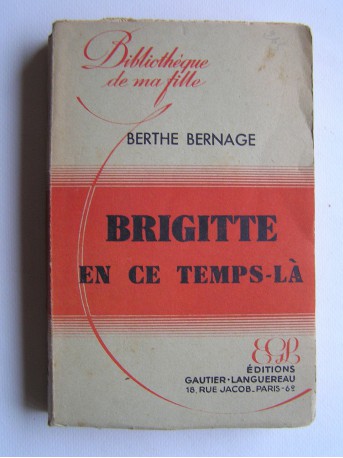 Bibliothèque
de ma fille
BERTHE BERNAGE
BRIGITTE
EN CE TEMPS-LÀ
EGL
ÉDITIONS
GAUTIER-LANGUEREAU
18, RUE JACOB-PARIS-6e